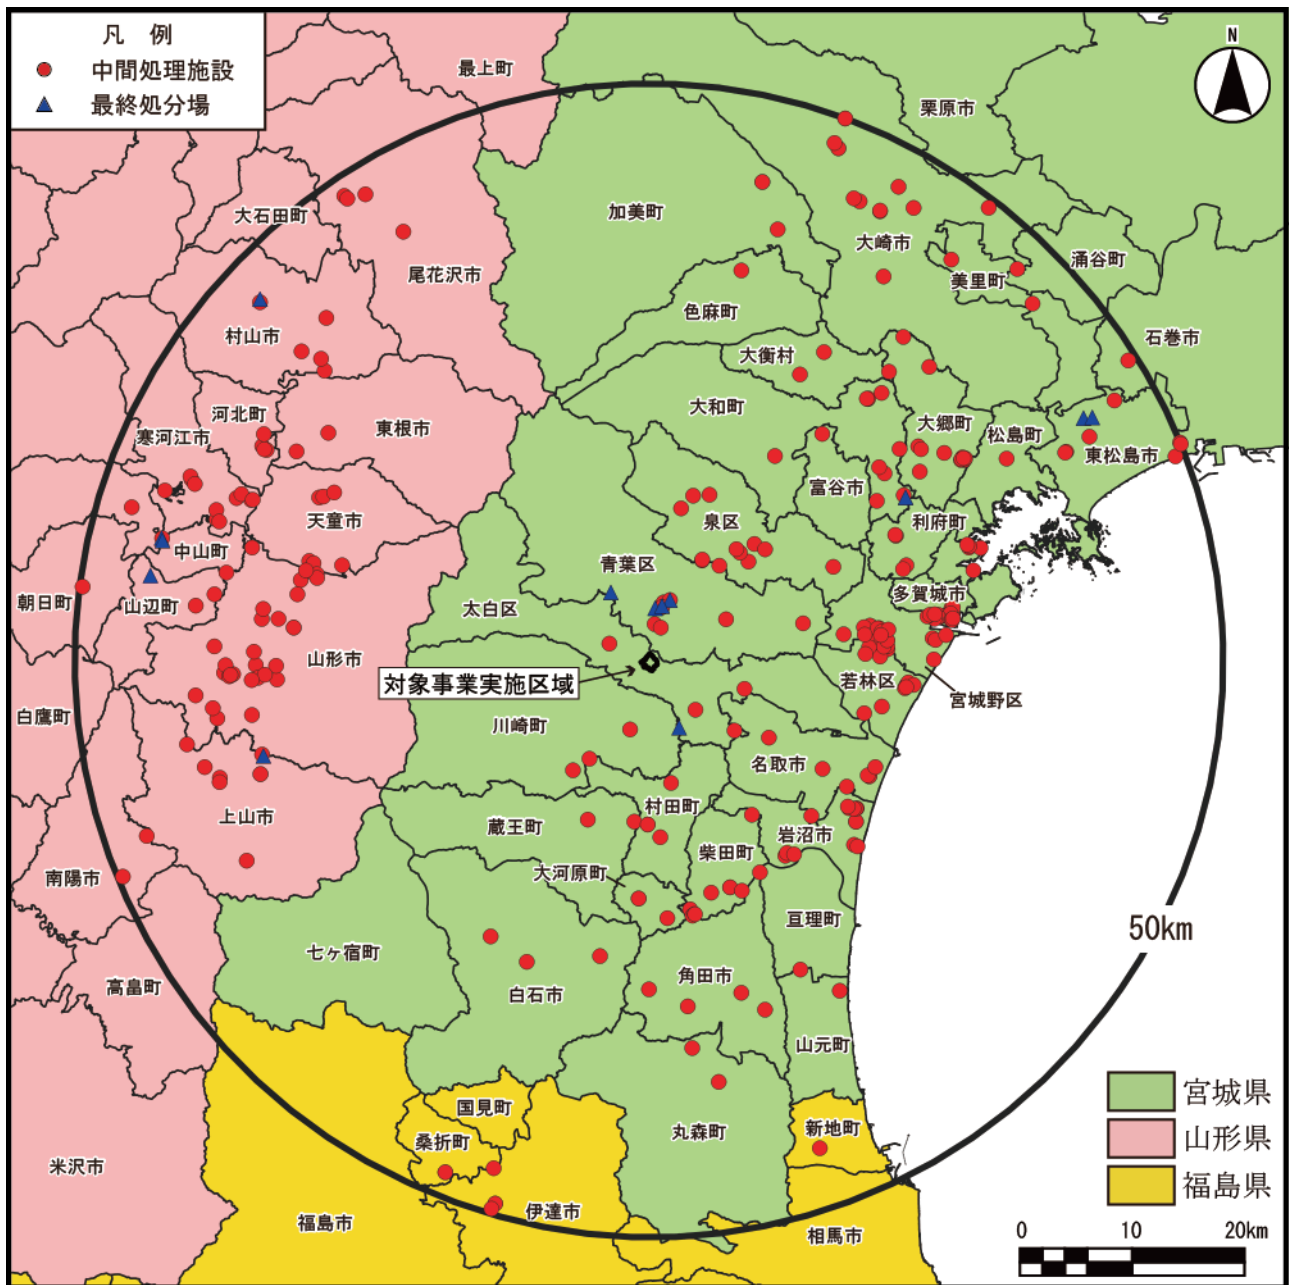 凡 例
中間処理施設
最終処分場
N
最上町
栗原市
大石田町
加美町
大崎市
涌谷町
尾花沢市
美里町
色麻町
村山市
石巻市
大衡村
河北町
大和町
寒河江市
東根市
大郷町
松島町
東松島市
富谷市
天童市
泉区
利府町
中山町
青葉区
朝日町
山辺町
太白区
多賀城市
山形市
対象事業実施区域
若林区
宮城野区
白鷹町
川崎町
名取市
村田町
上山市
蔵王町
岩沼市
柴田町
南陽市
大河原町
亘理町
50km
七ヶ宿町
角田市
高畠町
白石市
山元町
宮城県
国見町
新地町
丸森町
桑折町
山形県
米沢市
福島県
伊達市
福島市
相馬市
0 10 20km